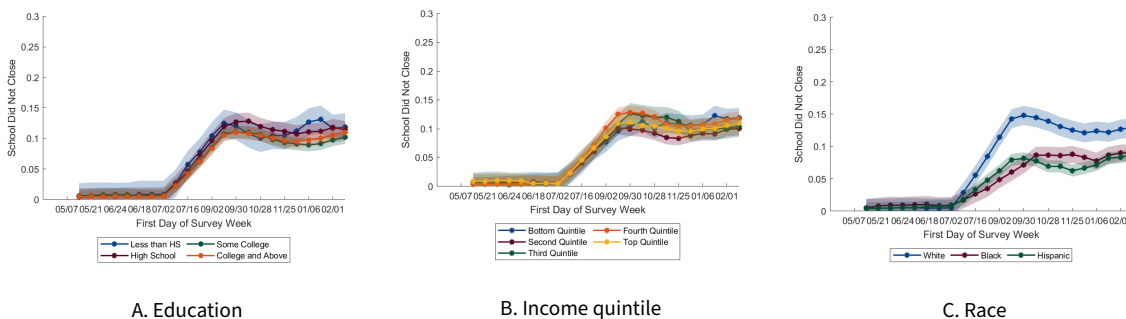 0.3
0.25
0.2
0.15
0.1
0.05
0
School Did Not Close
05/07 05/21 06/24 06/18 07/02 07/16 09/02 09/30 10/28 11/25 01/06 02/01
First Day of Survey Week
Less than HS
Some College
High School
College and Above
A. Education
0.3
0.25
0.2
0.15
0.1
0.05
0
School Did Not Close
05/07 05/21 06/24 06/18 07/02 07/16 09/02 09/30 10/28 11/25 01/06 02/01
First Day of Survey Week
Bottom Quintile
Fourth Quintile
Second Quintile
Top Quintile
Third Quintile
B. Income quintile
0.3
0.25
0.2
0.15
0.1
0.05
0
School Did Not Close
05/07 05/21 06/24 06/18 07/02 07/16 09/02 09/30 10/28 11/25 01/06 02/01
First Day of Survey Week
White Black Hispanic
C. Race